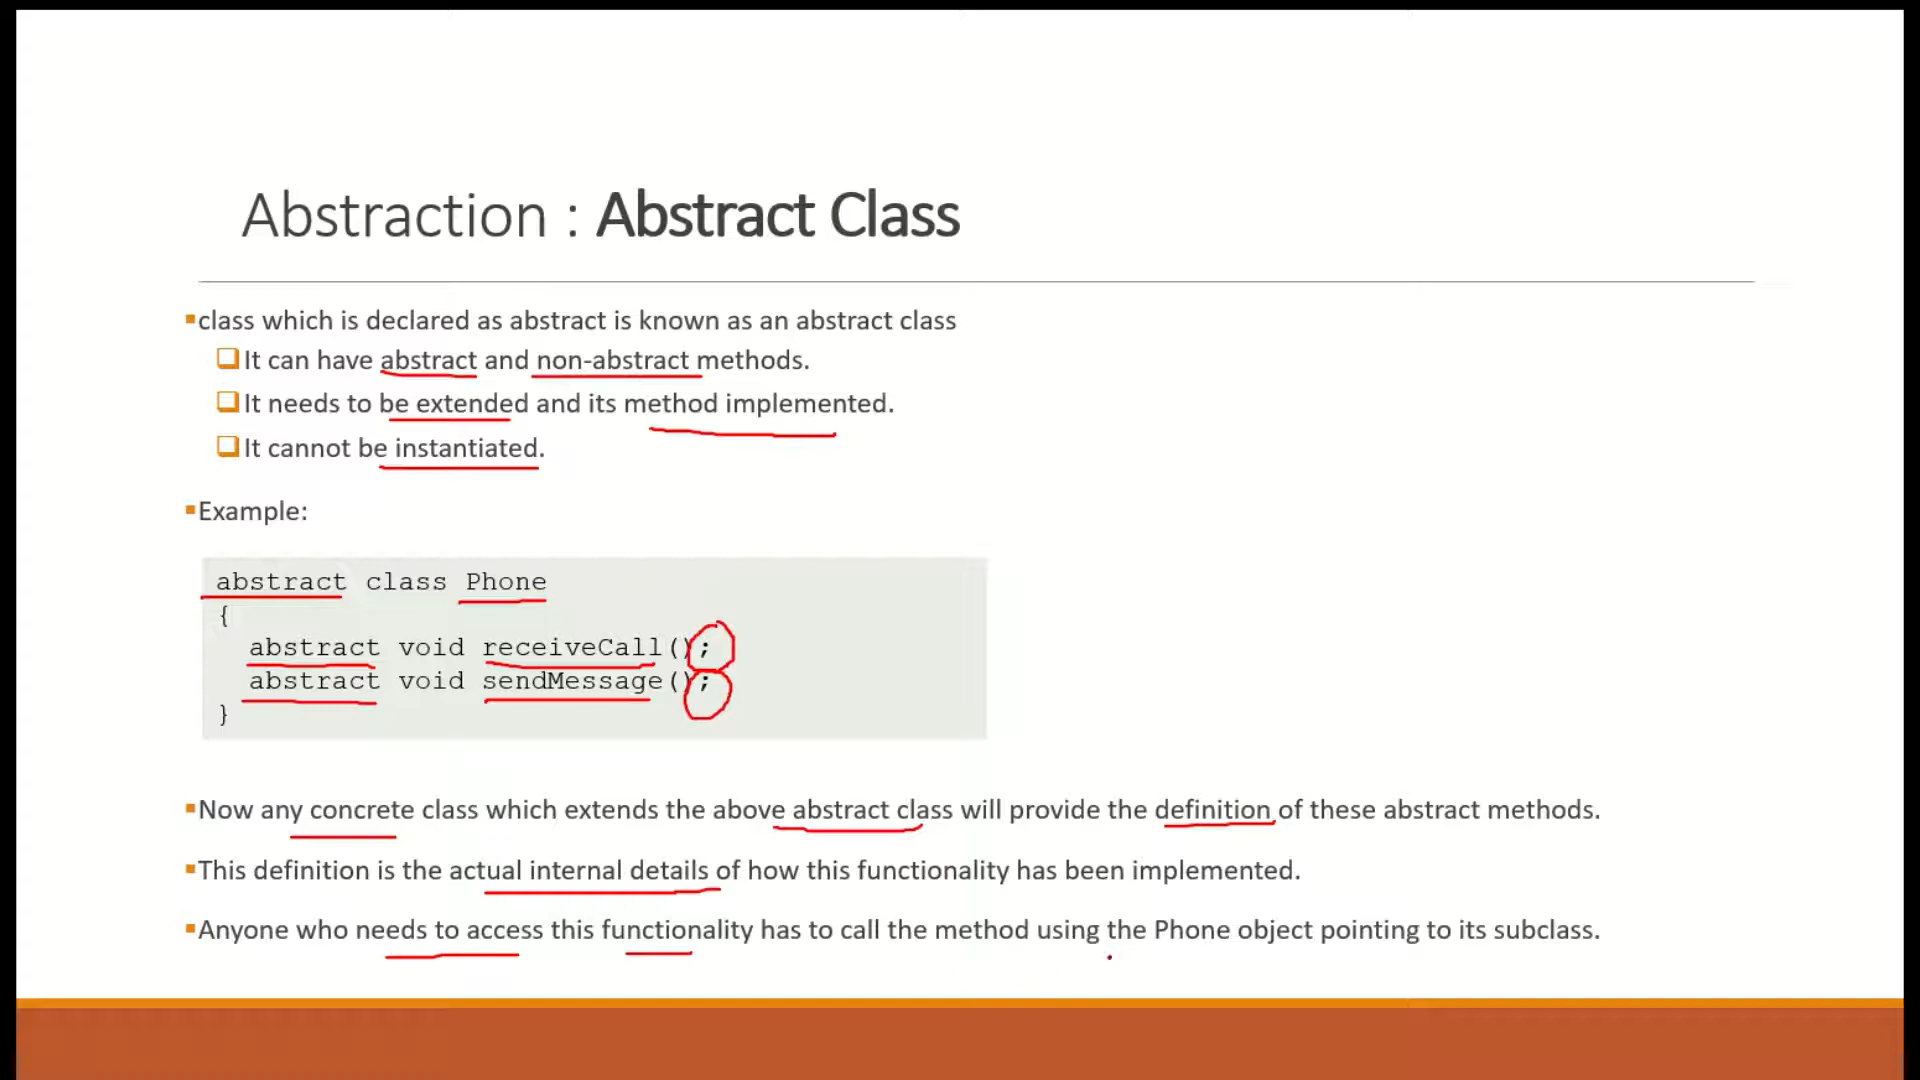 Abstraction : Abstract Class
class which is declared as abstract is known as an abstract class
It can have abstract and non-abstract methods.
It needs to be extended and its method implemented.
It cannot be instantiated.
Example:
abstract class Phone
{
abstract void receiveCall();
abstract void sendMessage();
}
Now any concrete class which extends the above abstract class will provide the definition of these abstract methods.
This definition is the actual internal details of how this functionality has been implemented.
Anyone who needs to access this functionality has to call the method using the Phone object pointing to its subclass.